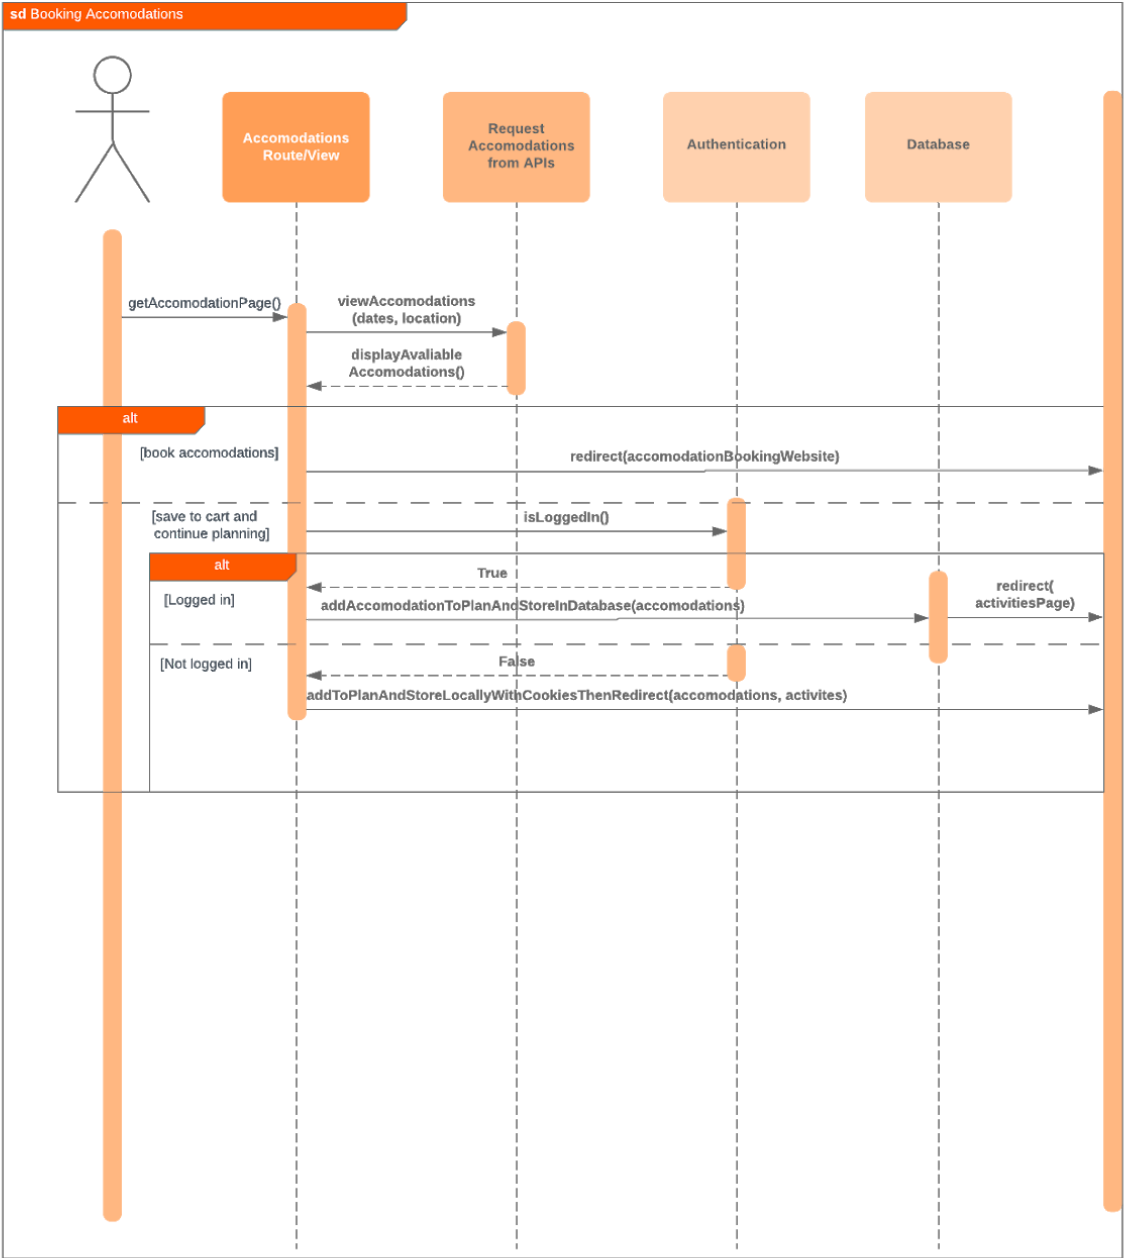 sd Booking Accomodations
Accomodations
Route/View
Request
Accomodations
from APIs
Authentication
Database
getAccomodationPage()
viewAccomodations
(dates, location)
displayAvaliable
Accomodations()
alt
[book accomodations]
redirect(accomodationBookingWebsite)
[save to cart and
continue planning]
isLoggedIn()
alt
True
[Logged in]
addAccomodationToPlanAndStoreInDatabase(accomodations)
redirect(
activitiesPage)
[Not logged in]
False
addToPlanAndStoreLocallyWithCookiesThenRedirect(accomodations, activites)